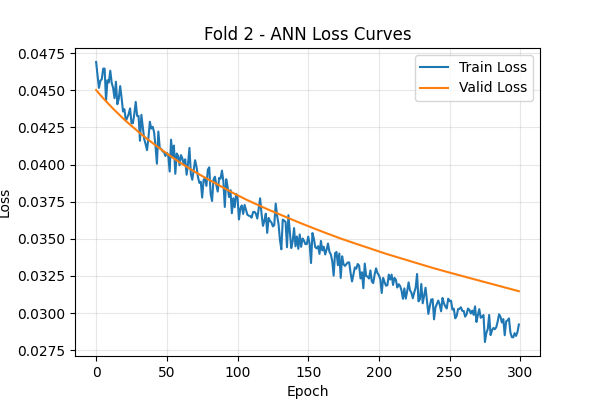 Fold 2 - ANN Loss Curves
Train Loss
Valid Loss
Loss
0.0475
0.0450
0.0425
0.0400
0.0375
0.0350
0.0325
0.0300
0.0275
0 50 100 150 200 250 300
Epoch